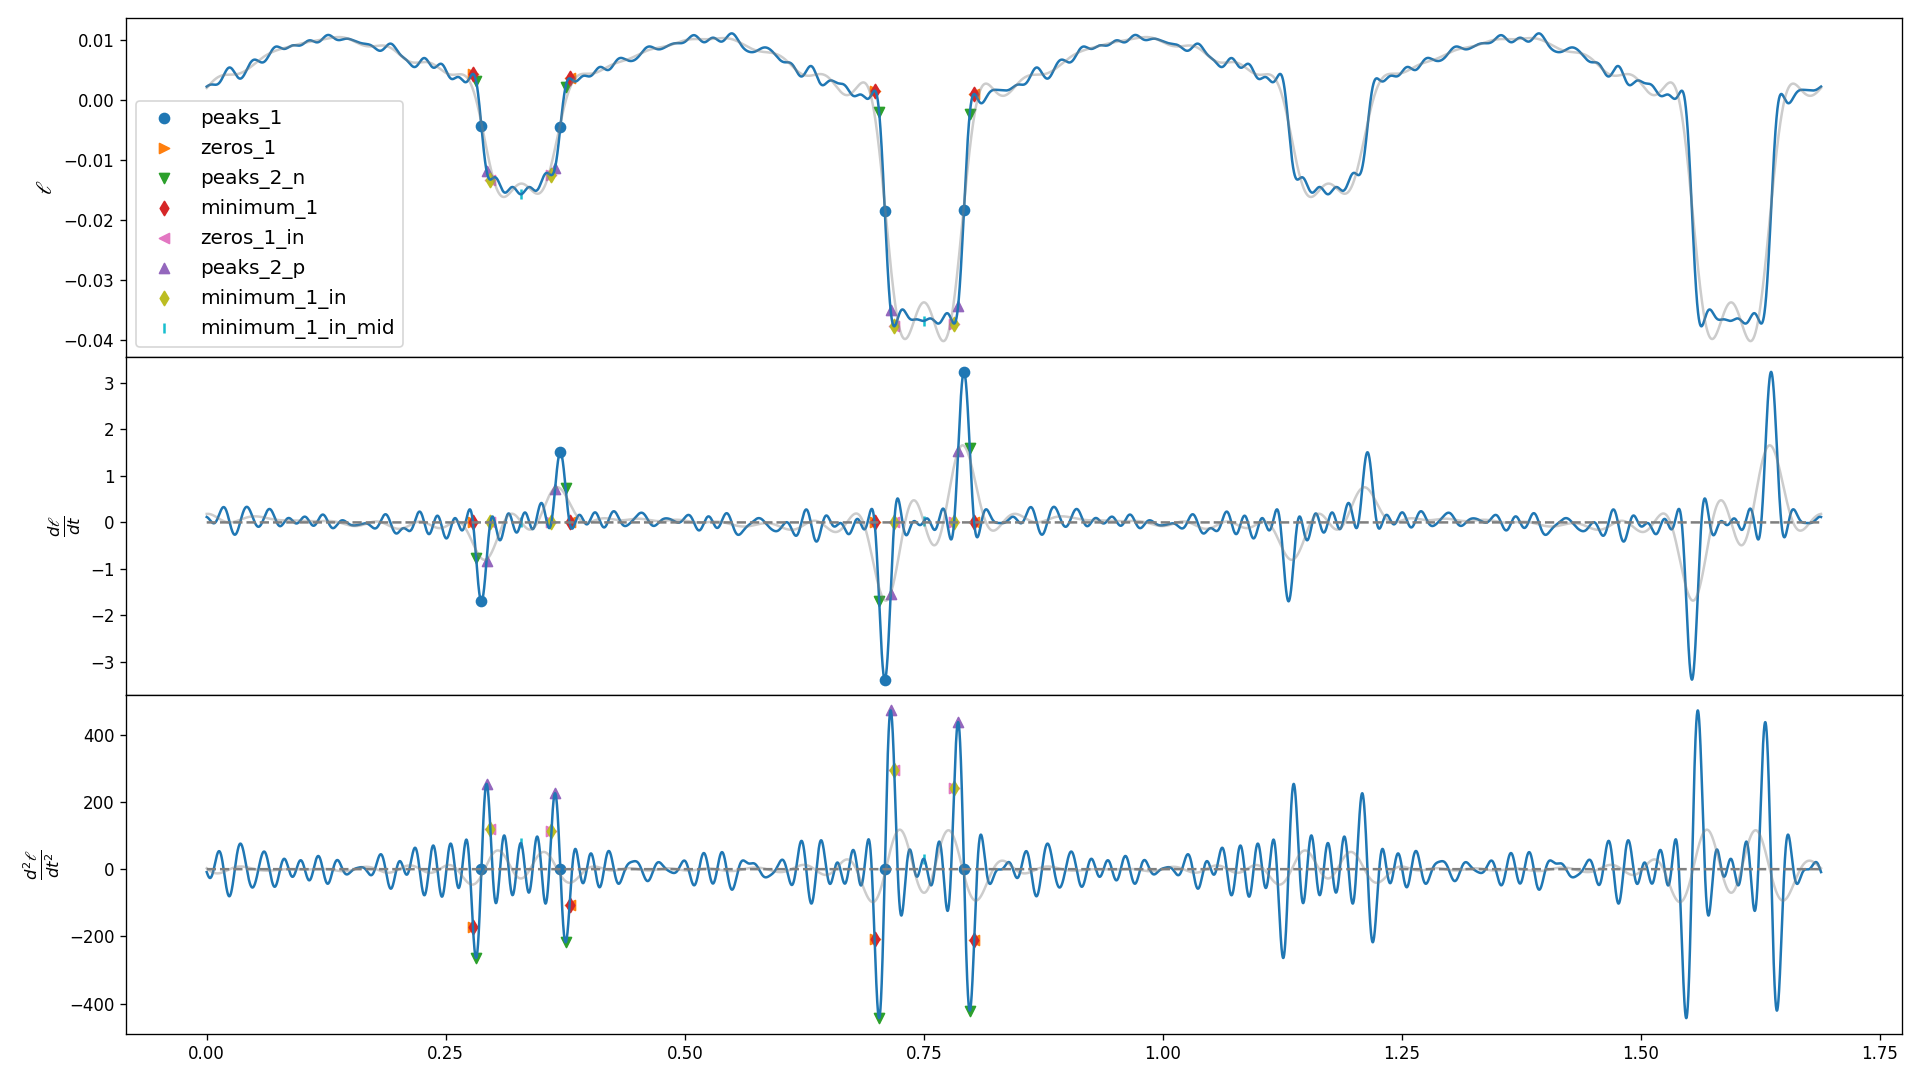 0.01
0.00
−0.01
−0.02
−0.03
−0.04
ℓ
peaks_1
zeros_1
peaks_2_n
minimum_1
zeros_1_in
peaks_2_p
minimum_1_in
minimum_1_in_mid
3
2
1
0
−1
−2
−3
dℓ
dt
400
200
0
−200
−400
d²ℓ
dt²
0.00 0.25 0.50 0.75 1.00 1.25 1.50 1.75